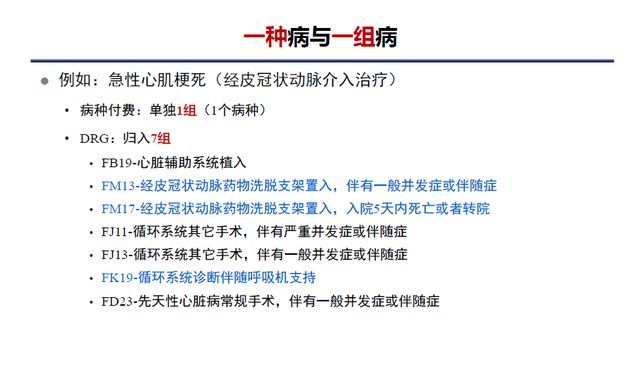 一种病与一组病
急性心肌梗死（经皮冠状动脉介入治疗）
病种付费：单独1组（1个病种）
DRG：归入7组
FB19-心脏辅助系统植入
FM13-经皮冠状动脉药物洗脱支架置入，伴有一般并发症或伴随症
FM17-经皮冠状动脉药物洗脱支架置入，入院5天内死亡或者转院
FJ11-循环系统其它手术，伴有严重并发症或伴随症
FJ13-循环系统其它手术，伴有一般并发症或伴随症
FK19-循环系统诊断伴随呼吸机支持
FD23-先天性心脏病常规手术，伴有一般并发症或伴随症